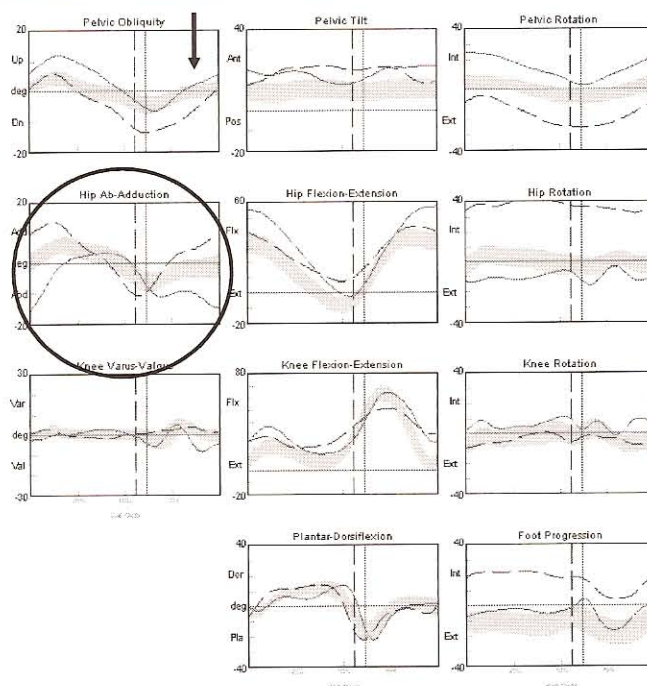 Pelvic Obliquity
20
Up
deg
Dn
-20
Pelvic Tilt
40
Ant
Pos
-40
Pelvic Rotation
40
Int
Ext
-40
Hip Ab-Adduction
20
Add
deg
Abd
-20
Hip Flexion-Extension
60
Flx
Ext
-20
Hip Rotation
40
Int
Ext
-40
Knee Varus-Valgus
30
Var
deg
Val
-30
Knee Flexion-Extension
80
Flx
Ext
-20
Knee Rotation
40
Int
Ext
-40
Plantar-Dorsiflexion
40
Dor
deg
Pla
-40
Foot Progression
40
Int
Ext
-40